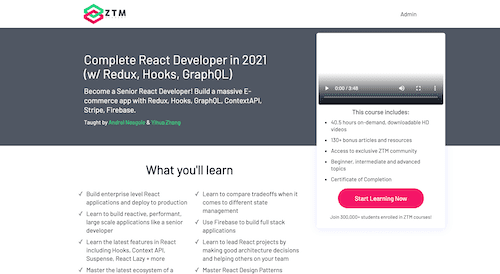 ZTM
Admin
Complete React Developer in 2021
(w/ Redux, Hooks, GraphQL)
Become a Senior React Developer! Build a massive E-
commerce app with Redux, Hooks, GraphQL, ContextAPI,
Stripe, Firebase.
Taught by Andrei Neagoie & Yihua Zhang
0:00 / 3:48
This course includes:
40.5 hours on-demand, downloadable HD
videos
130+ bonus articles and resources
Access to exclusive ZTM community
Beginner, intermediate and advanced
topics
Certificate of Completion
Start Learning Now
Join 300,000+ students enrolled in ZTM courses!
What you'll learn
✓ Build enterprise level React
applications and deploy to production
✓ Learn to build reactive, performant,
large scale applications like a senior
developer
✓ Learn the latest features in React
including Hooks, Context API,
Suspense, React Lazy + more
✓ Master the latest ecosystem of a
✓ Learn to compare tradeoffs when it
comes to different state
management
✓ Use Firebase to build full stack
applications
✓ Learn to lead React projects by
making good architecture decisions
and helping others on your team
✓ Master React Design Patterns